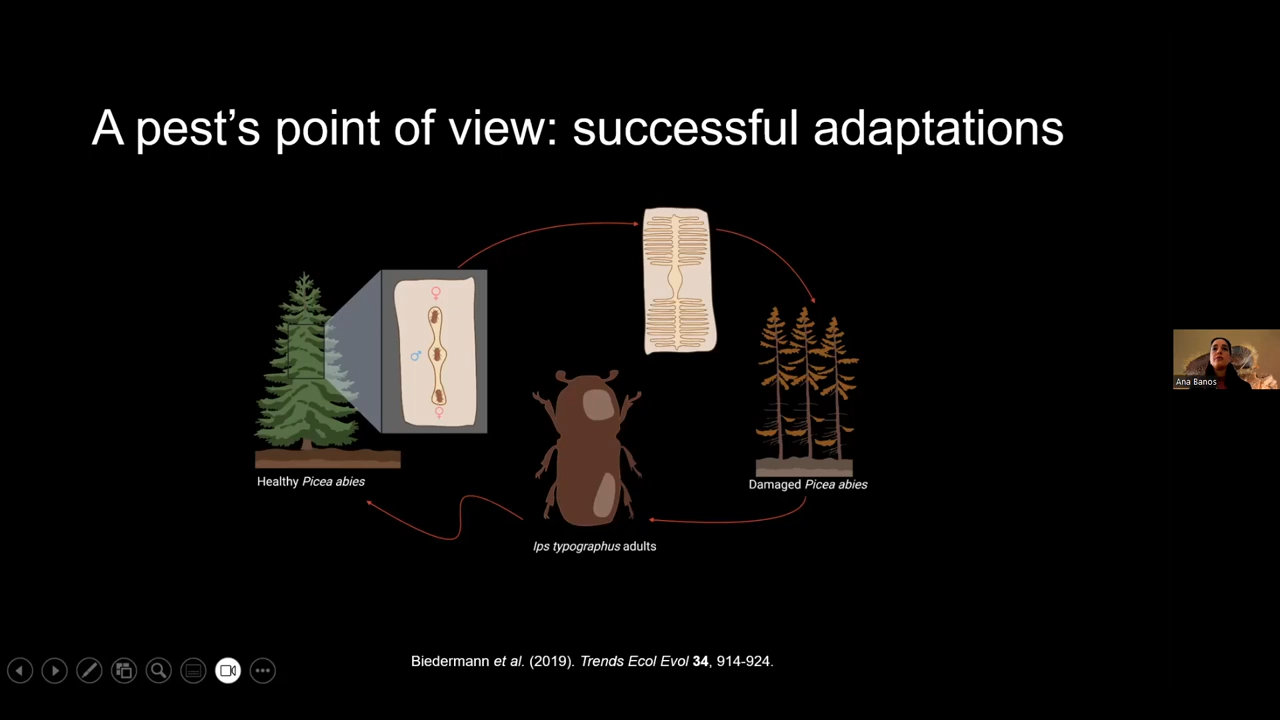 A pest’s point of view: successful adaptations
♀
♂
♀
Healthy Picea abies
Damaged Picea abies
Ips typographus adults
Ana Banos
Biedermann et al. (2019). Trends Ecol Evol 34, 914-924.